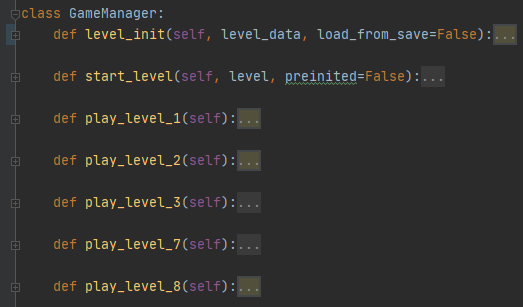 class GameManager:
def level_init(self, level_data, load_from_save=False):...
def start_level(self, level, preinited=False):...
def play_level_1(self):...
def play_level_2(self):...
def play_level_3(self):...
def play_level_7(self):...
def play_level_8(self):...